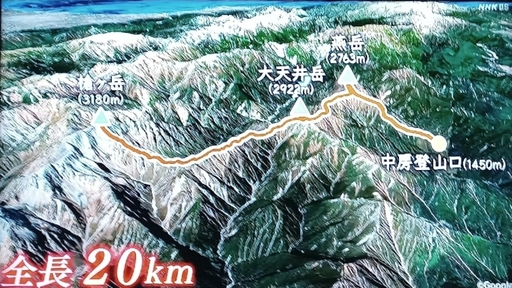 NHK BS
燕岳
(2763m)
大天井岳
(2922m)
槍ヶ岳
(3180m)
中房登山口(1450m)
全長 20km
©Google